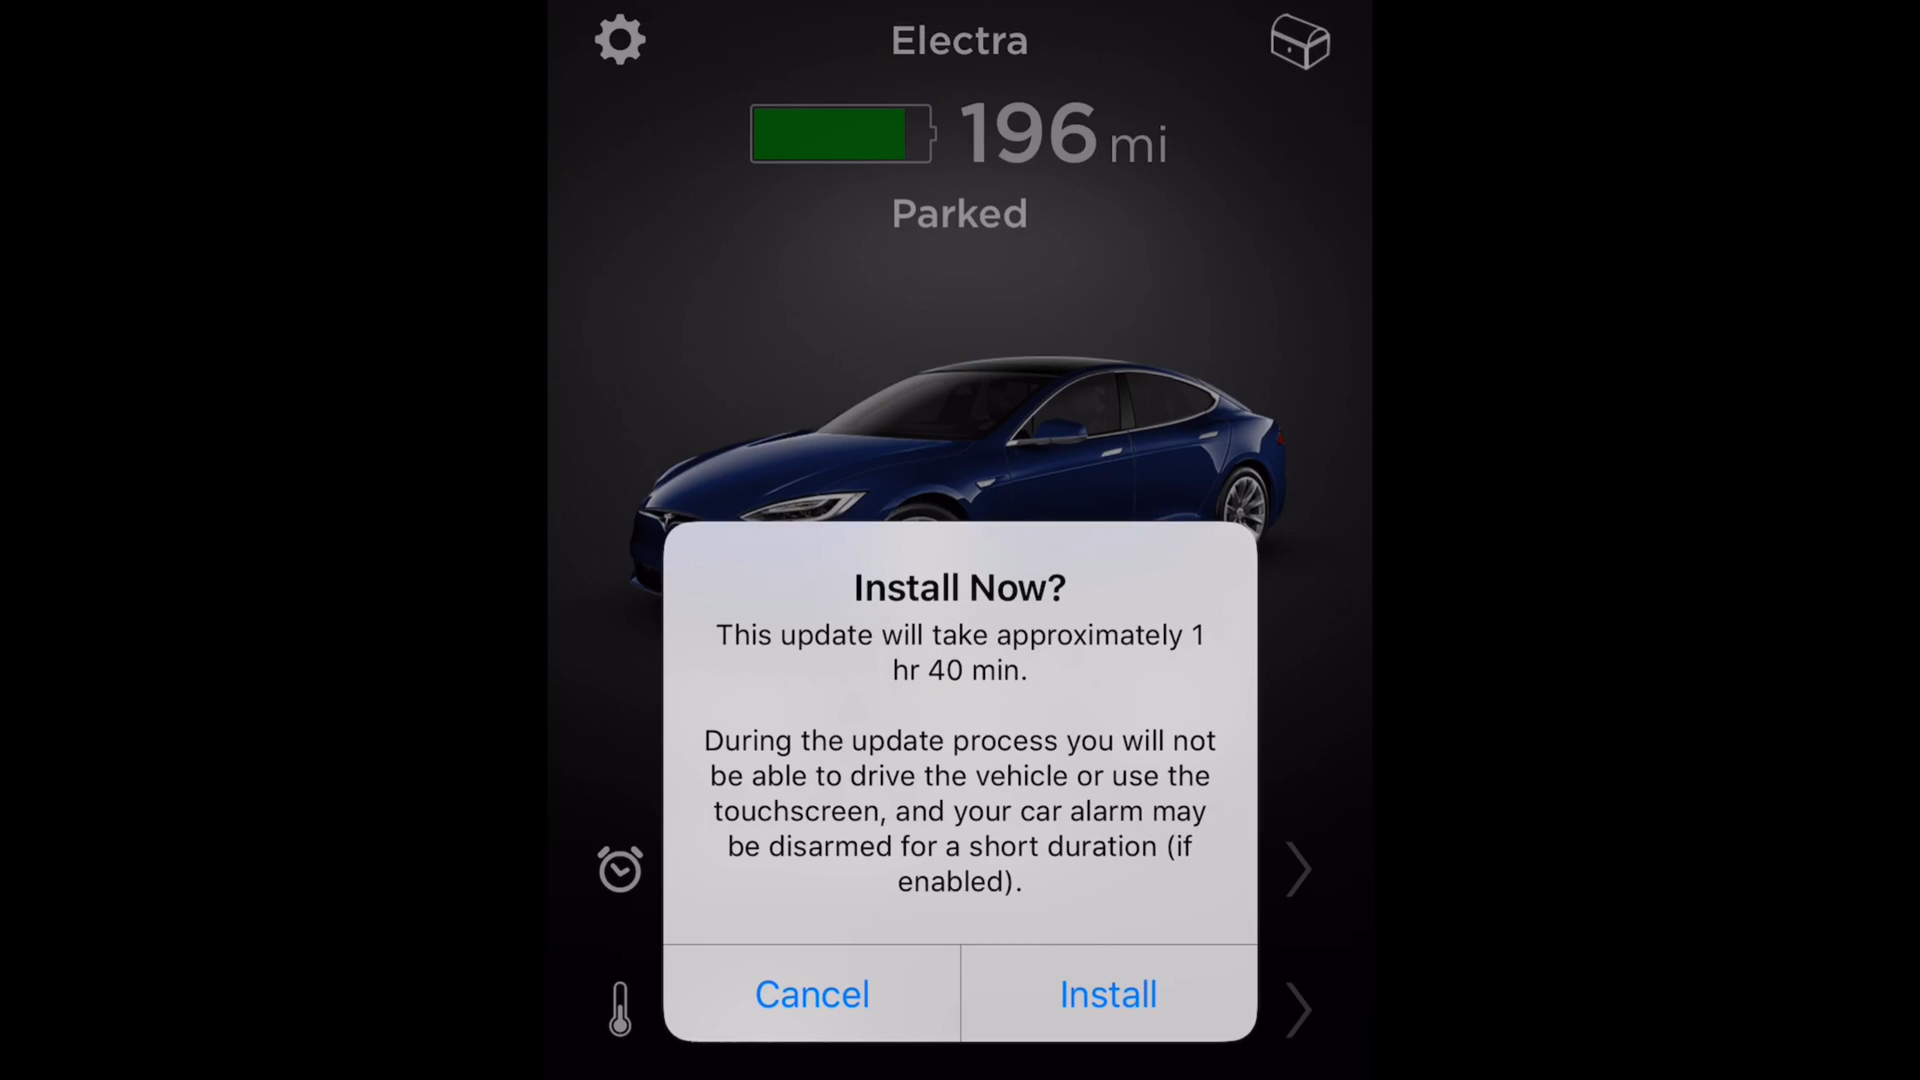 Electra
196 mi
Parked
Install Now?
This update will take approximately 1
hr 40 min.
During the update process you will not
be able to drive the vehicle or use the
touchscreen, and your car alarm may
be disarmed for a short duration (if
enabled).
Cancel
Install